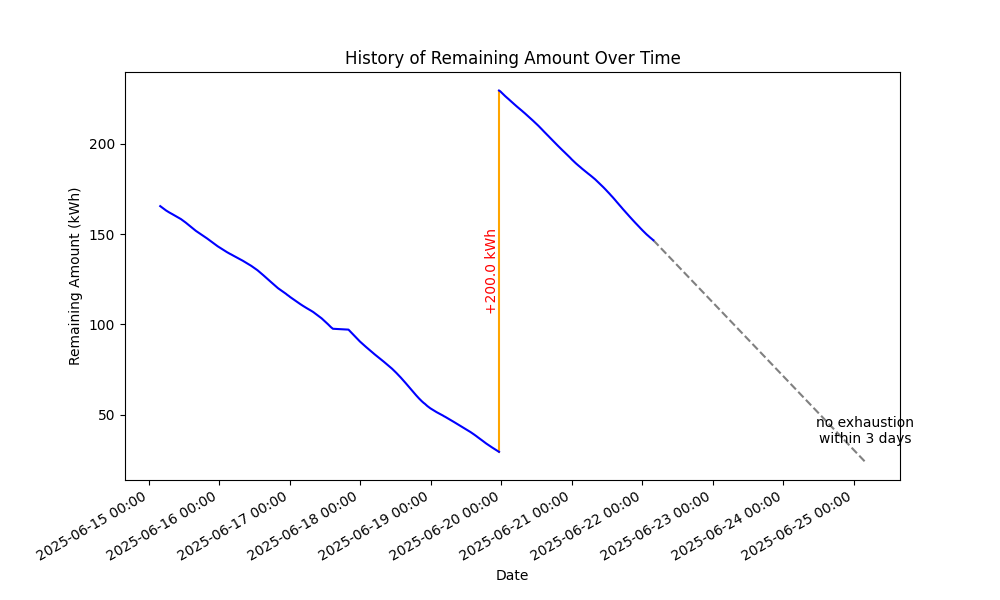 History of Remaining Amount Over Time
Remaining Amount (kWh)
200
150
100
50
+200.0 kWh
no exhaustion
within 3 days
2025-06-15 00:00
2025-06-16 00:00
2025-06-17 00:00
2025-06-18 00:00
2025-06-19 00:00
2025-06-20 00:00
2025-06-21 00:00
2025-06-22 00:00
2025-06-23 00:00
2025-06-24 00:00
2025-06-25 00:00
Date